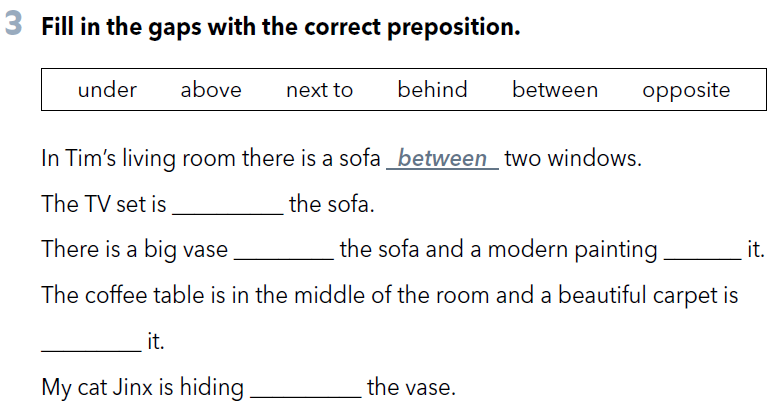 3 Fill in the gaps with the correct preposition.
under above next to behind between opposite
In Tim's living room there is a sofa _between_ two windows.
The TV set is __________ the sofa.
There is a big vase _________ the sofa and a modern painting _______ it.
The coffee table is in the middle of the room and a beautiful carpet is
_________ it.
My cat Jinx is hiding __________ the vase.